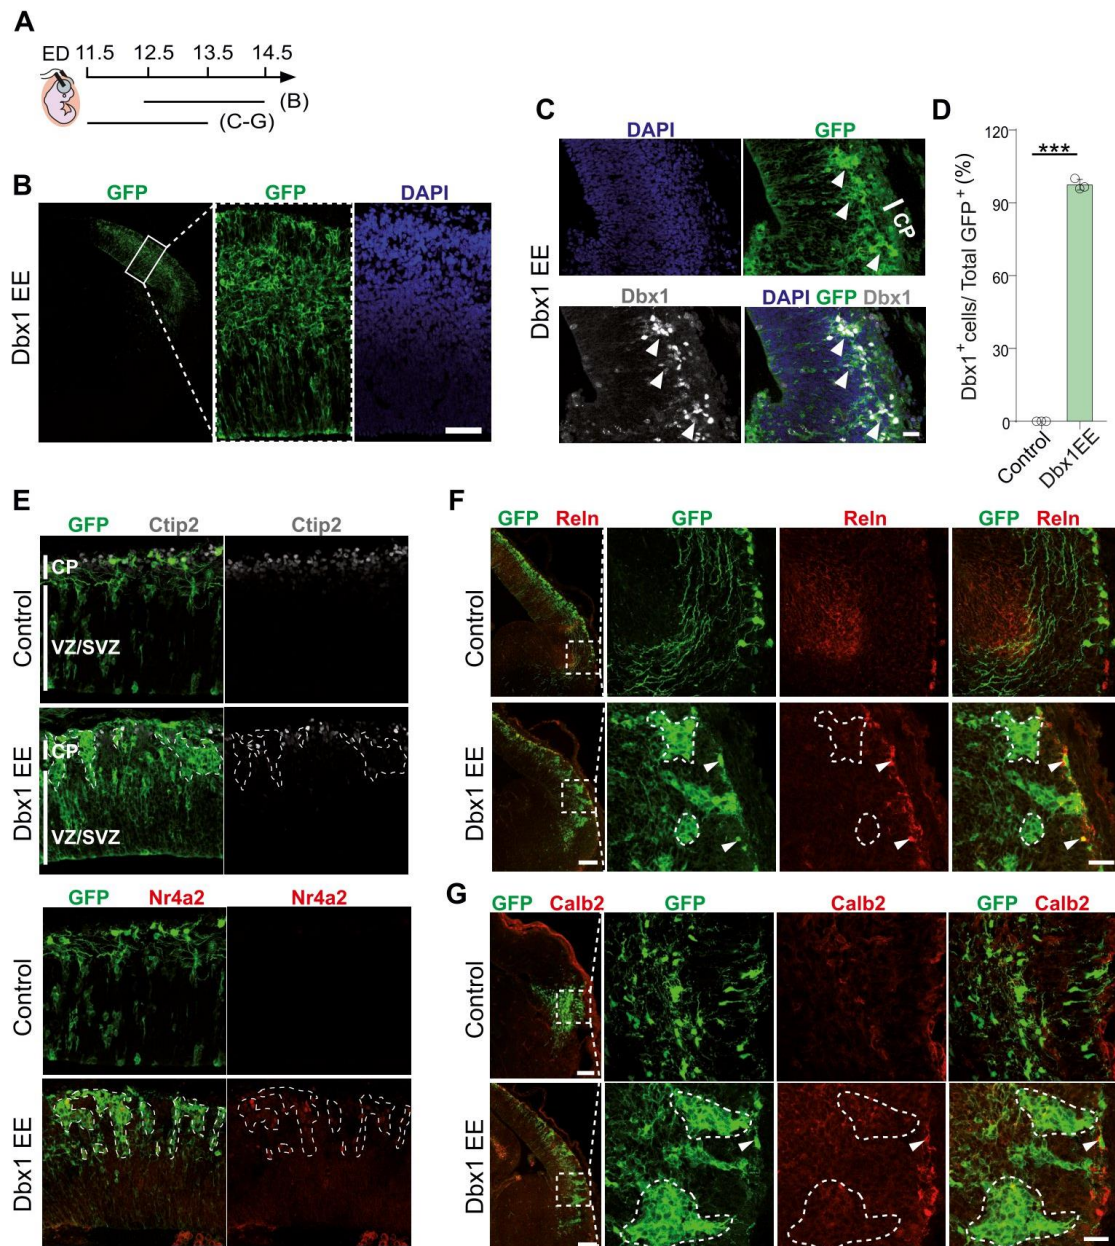 A
ED 11.5 12.5 13.5 14.5
(B)
(C-G)
B
GFP GFP DAPI
Dbx1 EE
C
DAPI GFP
CP
Dbx1 EE
Dbx1 DAPI GFP Dbx1
D
Dbx1+ cells/ Total GFP+ (%)
120
90
60
30
0
***
Control Dbx1EE
E
GFP Ctip2 Ctip2
Control
CP
VZ/SVZ
Dbx1 EE
CP
VZ/SVZ
GFP Nr4a2 Nr4a2
Control
Dbx1 EE
F
GFP Reln GFP Reln GFP Reln
Control
Dbx1 EE
G
GFP Calb2 GFP Calb2 GFP Calb2
Control
Dbx1 EE